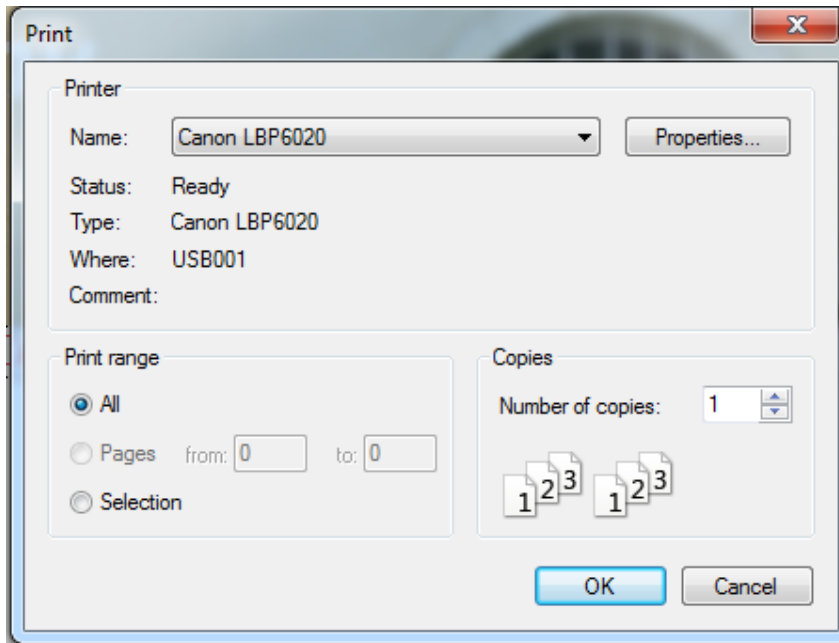 Print
Printer
Name: Canon LBP6020 Properties...
Status: Ready
Type: Canon LBP6020
Where: USB001
Comment:
Print range
All
Pages from: 0 to: 0
Selection
Copies
Number of copies: 1
1 2 3 1 2 3
OK Cancel